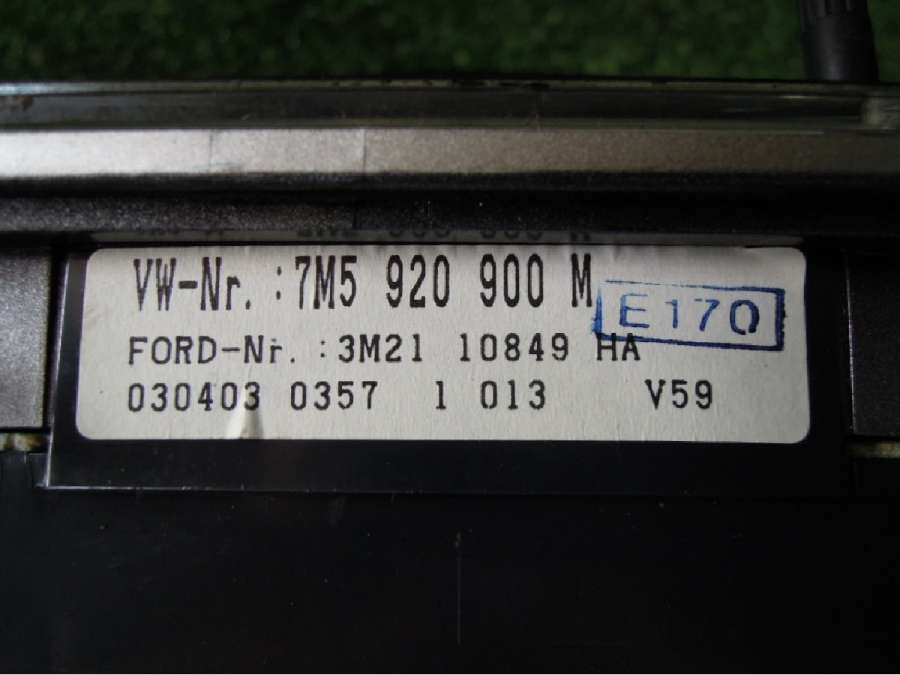 VW-Nr. : 7M5 920 900 M
E170
FORD-Nr. : 3M21 10849 HA
030403 0357 1 013 V59